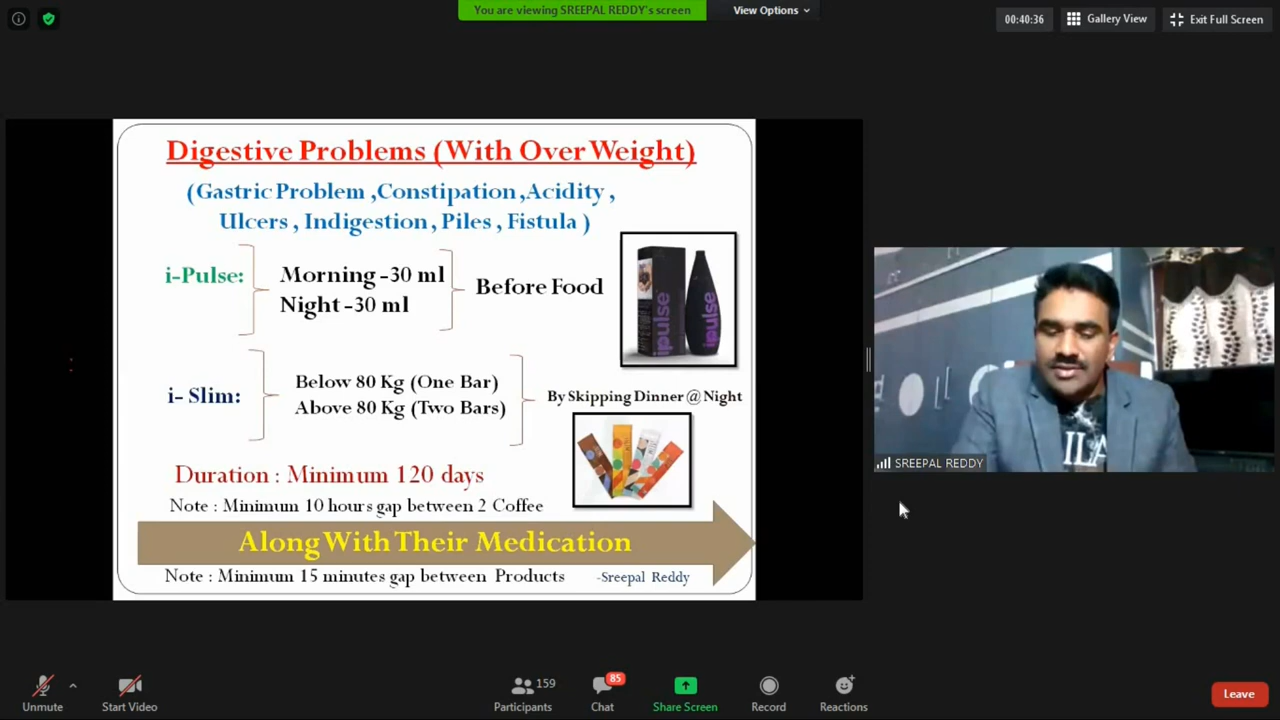 You are viewing SREEPAL REDDY's screen
View Options
00:40:36
Gallery View
Exit Full Screen
Digestive Problems (With Over Weight)
(Gastric Problem ,Constipation ,Acidity ,
Ulcers , Indigestion , Piles , Fistula )
i-Pulse:
Morning -30 ml
Night -30 ml
Before Food
ipulse
ipulse
i- Slim:
Below 80 Kg (One Bar)
Above 80 Kg (Two Bars)
By Skipping Dinner @ Night
Duration : Minimum 120 days
Note : Minimum 10 hours gap between 2 Coffee
Along With Their Medication
Note : Minimum 15 minutes gap between Products
-Sreepal Reddy
SREEPAL REDDY
Unmute
Start Video
159
Participants
85
Chat
Share Screen
Record
Reactions
Leave